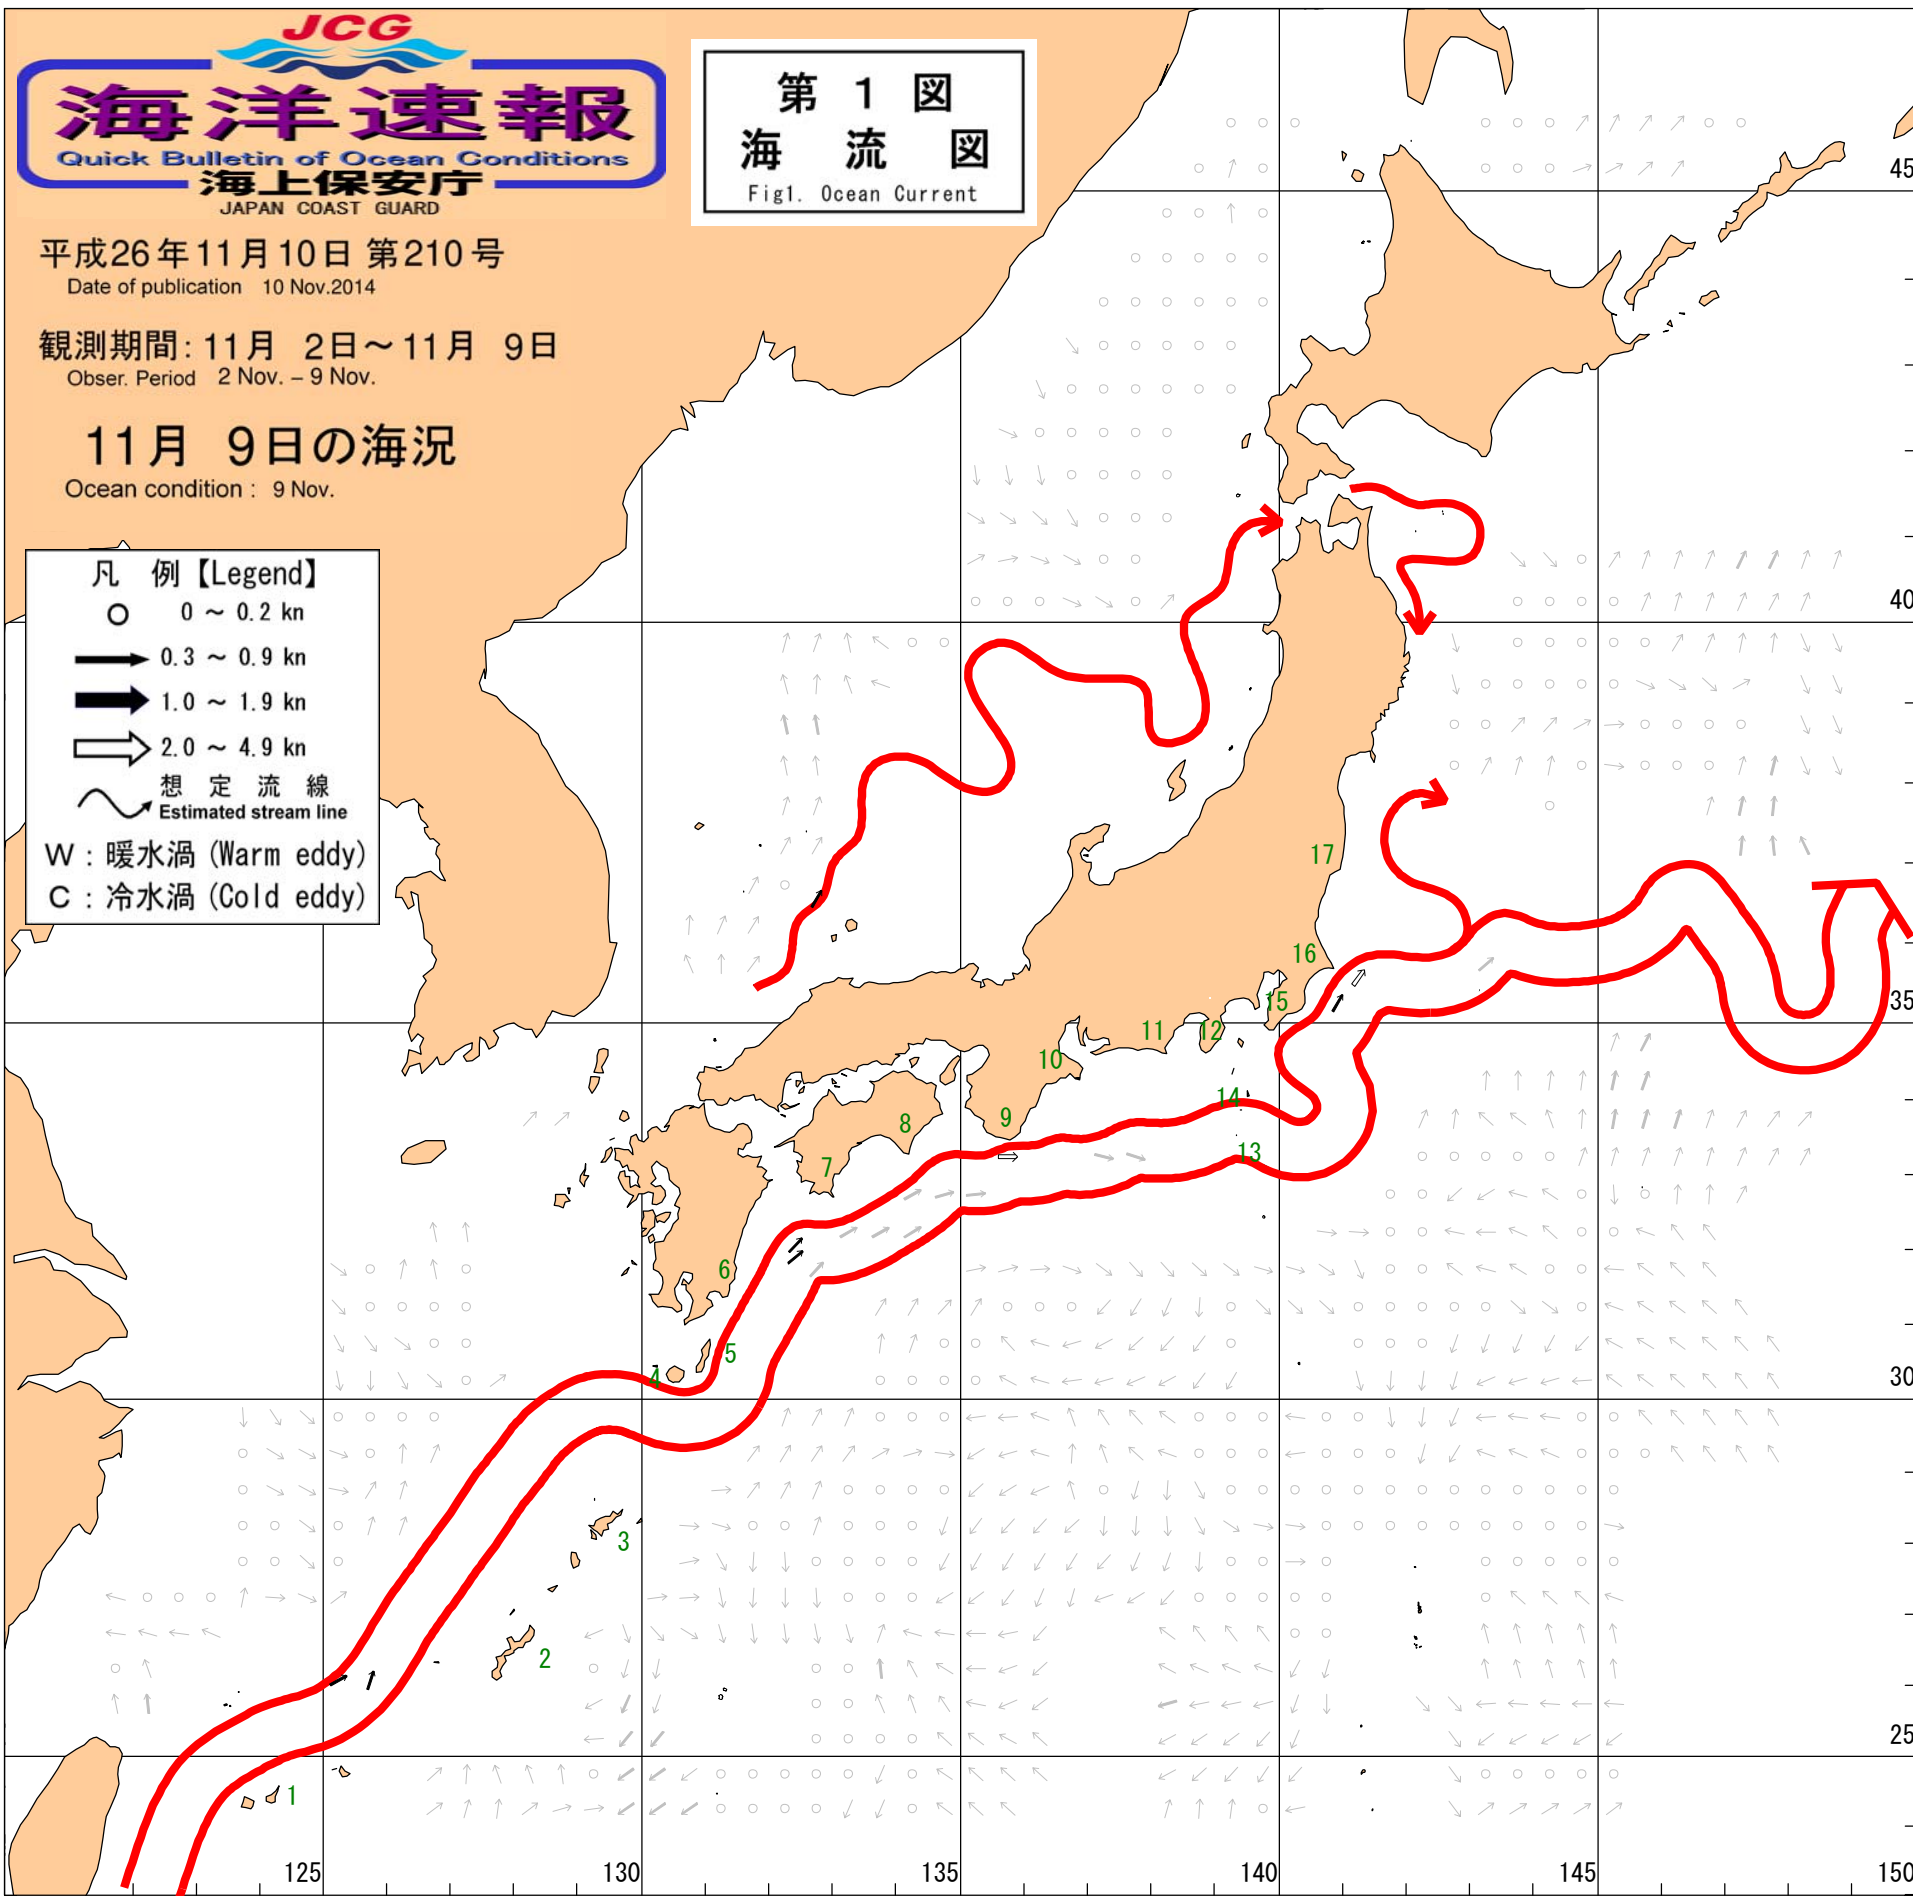 JCG
海洋速報
Quick Bulletin of Ocean Conditions
海上保安庁
JAPAN COAST GUARD
第 1 図
海 流 図
Fig1. Ocean Current
平成26年11月10日 第210号
Date of publication 10 Nov.2014
観測期間: 11月 2日～11月 9日
Obser. Period 2 Nov. – 9 Nov.
11月 9日の海況
Ocean condition : 9 Nov.
凡 例【Legend】
0 ～ 0.2 kn
0.3 ～ 0.9 kn
1.0 ～ 1.9 kn
2.0 ～ 4.9 kn
想 定 流 線
Estimated stream line
W : 暖水渦 (Warm eddy)
C : 冷水渦 (Cold eddy)
45
40
35
30
25
17
16
15
12
11
10
14
9
8
13
7
6
5
4
3
2
1
125
130
135
140
145
150